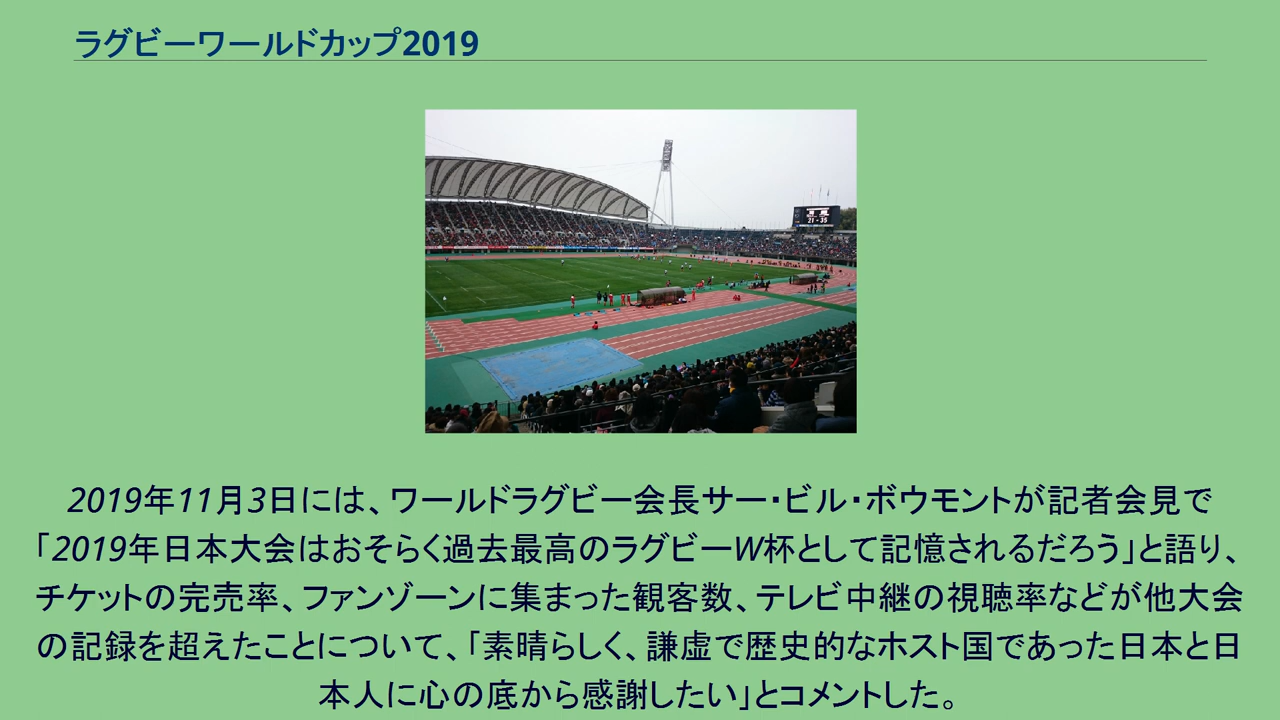 ラグビーワールドカップ2019
21-35
2019年11月3日には、ワールドラグビー会長サー・ビル・ボウモントが記者会見で
「2019年日本大会はおそらく過去最高のラグビーW杯として記憶されるだろう」と語り、
チケットの完売率、ファンゾーンに集まった観客数、テレビ中継の視聴率などが他大会
の記録を超えたことについて、「素晴らしく、謙虚で歴史的なホスト国であった日本と日
本人に心の底から感謝したい」とコメントした。